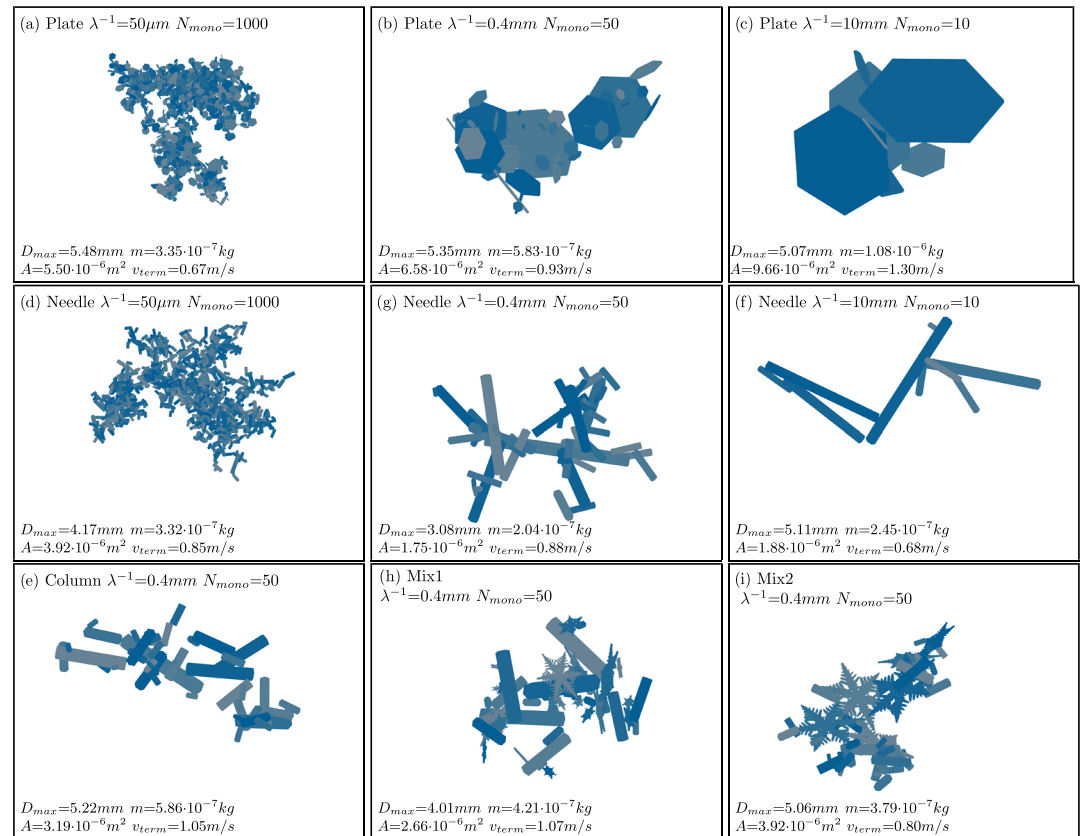 (a) Plate λ⁻¹=50μm N_mono=1000
D_max=5.48mm m=3.35·10⁻⁷kg
A=5.50·10⁻⁶m² v_term=0.67m/s
(b) Plate λ⁻¹=0.4mm N_mono=50
D_max=5.35mm m=5.83·10⁻⁷kg
A=6.58·10⁻⁶m² v_term=0.93m/s
(c) Plate λ⁻¹=10mm N_mono=10
D_max=5.07mm m=1.08·10⁻⁶kg
A=9.66·10⁻⁶m² v_term=1.30m/s
(d) Needle λ⁻¹=50μm N_mono=1000
D_max=4.17mm m=3.32·10⁻⁷kg
A=3.92·10⁻⁶m² v_term=0.85m/s
(g) Needle λ⁻¹=0.4mm N_mono=50
D_max=3.08mm m=2.04·10⁻⁷kg
A=1.75·10⁻⁶m² v_term=0.88m/s
(f) Needle λ⁻¹=10mm N_mono=10
D_max=5.11mm m=2.45·10⁻⁷kg
A=1.88·10⁻⁶m² v_term=0.68m/s
(e) Column λ⁻¹=0.4mm N_mono=50
D_max=5.22mm m=5.86·10⁻⁷kg
A=3.19·10⁻⁶m² v_term=1.05m/s
(h) Mix1
λ⁻¹=0.4mm N_mono=50
D_max=4.01mm m=4.21·10⁻⁷kg
A=2.66·10⁻⁶m² v_term=1.07m/s
(i) Mix2
λ⁻¹=0.4mm N_mono=50
D_max=5.06mm m=3.79·10⁻⁷kg
A=3.92·10⁻⁶m² v_term=0.80m/s